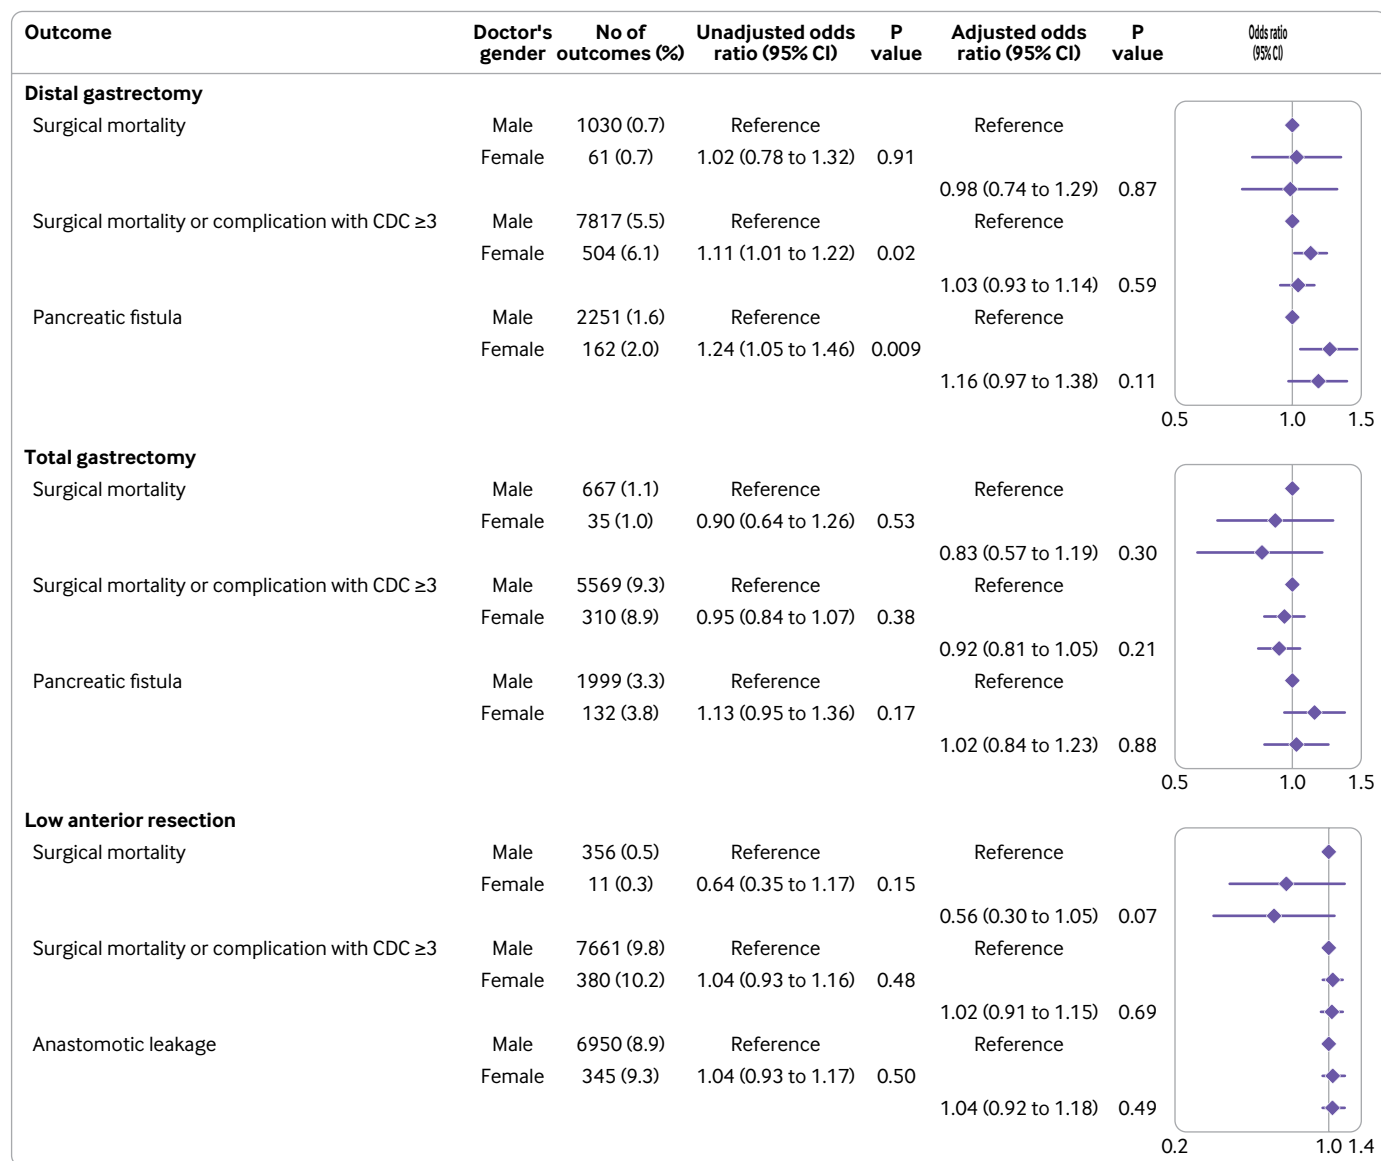 Outcome Doctor's gender No of outcomes (%) Unadjusted odds ratio (95% CI) P value Adjusted odds ratio (95% CI) P value Odds ratio (95% CI)
Distal gastrectomy
Surgical mortality Male 1030 (0.7) Reference Reference
Female 61 (0.7) 1.02 (0.78 to 1.32) 0.91
0.98 (0.74 to 1.29) 0.87
Surgical mortality or complication with CDC ≥3 Male 7817 (5.5) Reference Reference
Female 504 (6.1) 1.11 (1.01 to 1.22) 0.02
1.03 (0.93 to 1.14) 0.59
Pancreatic fistula Male 2251 (1.6) Reference Reference
Female 162 (2.0) 1.24 (1.05 to 1.46) 0.009
1.16 (0.97 to 1.38) 0.11
0.5 1.0 1.5
Total gastrectomy
Surgical mortality Male 667 (1.1) Reference Reference
Female 35 (1.0) 0.90 (0.64 to 1.26) 0.53
0.83 (0.57 to 1.19) 0.30
Surgical mortality or complication with CDC ≥3 Male 5569 (9.3) Reference Reference
Female 310 (8.9) 0.95 (0.84 to 1.07) 0.38
0.92 (0.81 to 1.05) 0.21
Pancreatic fistula Male 1999 (3.3) Reference Reference
Female 132 (3.8) 1.13 (0.95 to 1.36) 0.17
1.02 (0.84 to 1.23) 0.88
0.5 1.0 1.5
Low anterior resection
Surgical mortality Male 356 (0.5) Reference Reference
Female 11 (0.3) 0.64 (0.35 to 1.17) 0.15
0.56 (0.30 to 1.05) 0.07
Surgical mortality or complication with CDC ≥3 Male 7661 (9.8) Reference Reference
Female 380 (10.2) 1.04 (0.93 to 1.16) 0.48
1.02 (0.91 to 1.15) 0.69
Anastomotic leakage Male 6950 (8.9) Reference Reference
Female 345 (9.3) 1.04 (0.93 to 1.17) 0.50
1.04 (0.92 to 1.18) 0.49
0.2 1.0 1.4